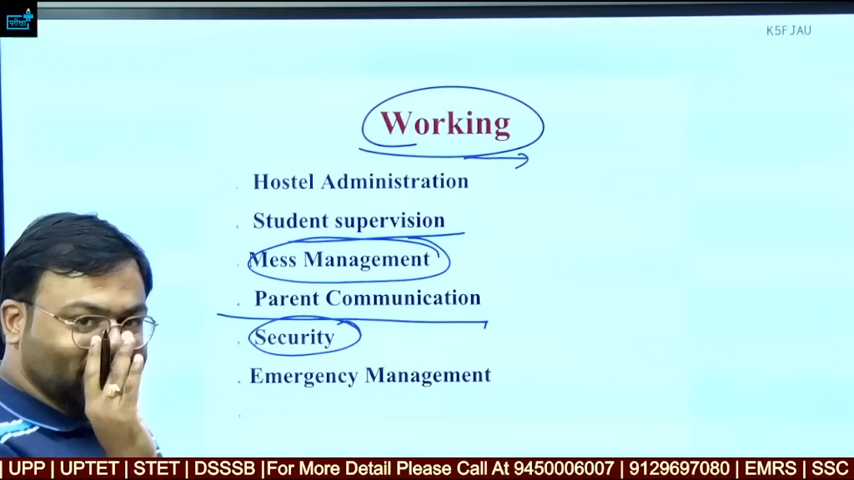 परीक्षा
K5FJAU
Working
Hostel Administration
Student supervision
Mess Management
Parent Communication
Security
Emergency Management
| UPP | UPTET | STET | DSSSB |For More Detail Please Call At 9450006007 | 9129697080 | EMRS | SSC